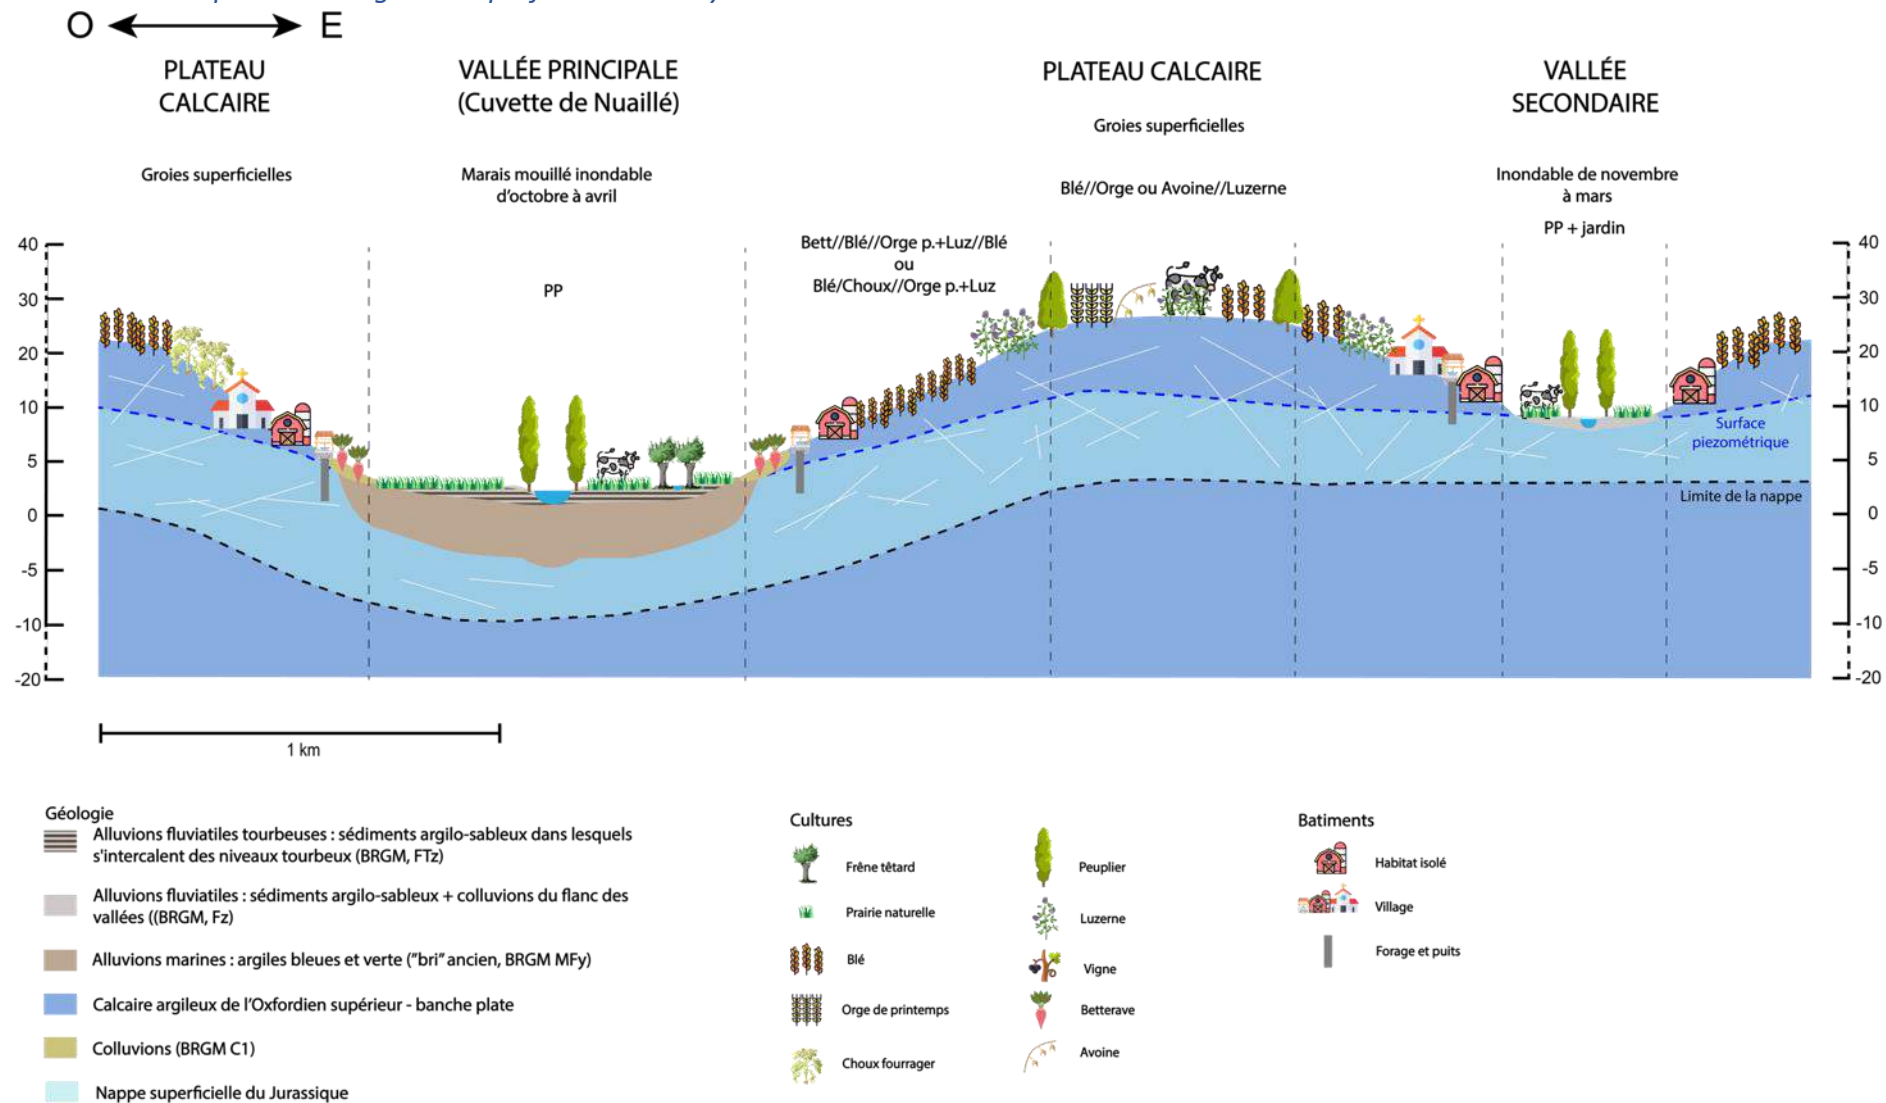 O E
PLATEAU
CALCAIRE
VALLÉE PRINCIPALE
(Cuvette de Nuaillé)
PLATEAU CALCAIRE
VALLÉE
SECONDAIRE
Groies superficielles
Groies superficielles
Marais mouillé inondable
d'octobre à avril
Blé//Orge ou Avoine//Luzerne
Inondable de novembre
à mars
PP + jardin
Bett//Blé//Orge p.+Luz//Blé
ou
Blé/Choux//Orge p.+Luz
PP
40
30
20
10
5
0
-5
-10
-20
40
30
20
10
5
0
-5
-10
-20
Surface
piezométrique
Limite de la nappe
1 km
Géologie
Alluvions fluviatiles tourbeuses : sédiments argilo-sableux dans lesquels
s'intercalent des niveaux tourbeux (BRGM, FTz)
Alluvions fluviatiles : sédiments argilo-sableux + colluvions du flanc des
vallées ((BRGM, Fz)
Alluvions marines : argiles bleues et verte ("bri" ancien, BRGM MFy)
Calcaire argileux de l'Oxfordien supérieur - banche plate
Colluvions (BRGM C1)
Nappe superficielle du Jurassique
Cultures
Frêne têtard
Prairie naturelle
Blé
Orge de printemps
Choux fourrager
Peuplier
Luzerne
Vigne
Betterave
Avoine
Batiments
Habitat isolé
Village
Forage et puits